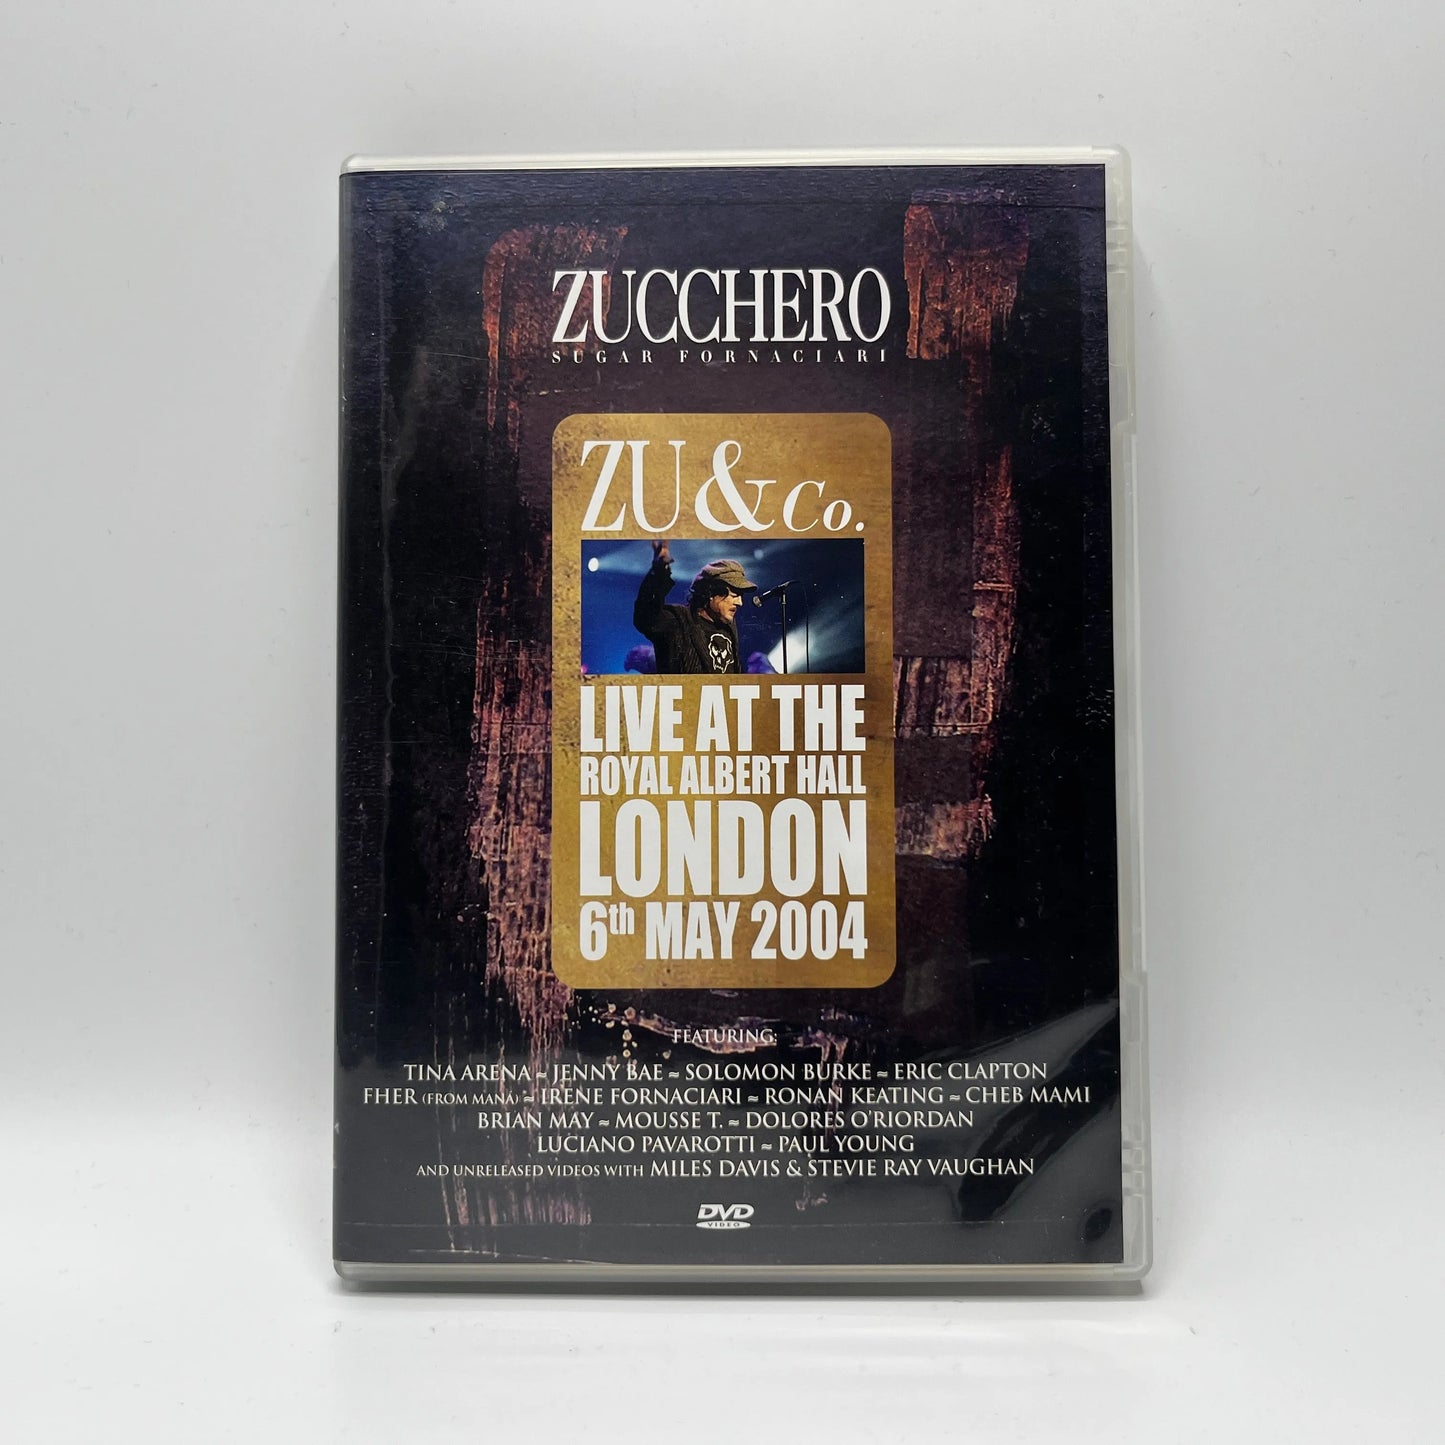 ZUCCHERO
SUGAR FORNACIARI
ZU & Co.
LIVE AT THE
ROYAL ALBERT HALL
LONDON
6th MAY 2004
FEATURING:
TINA ARENA ~ JENNY BAE ≈ SOLOMON BURKE ≈ ERIC CLAPTON
FHER (FROM MANÁ) ≈ IRENE FORNACIARI ~ RONAN KEATING ~ CHEB MAMI
BRIAN MAY ~ MOUSSE T. ~ DOLORES O'RIORDAN
LUCIANO PAVAROTTI ≈ PAUL YOUNG
AND UNRELEASED VIDEOS WITH MILES DAVIS & STEVIE RAY VAUGHAN
DVD
VIDEO